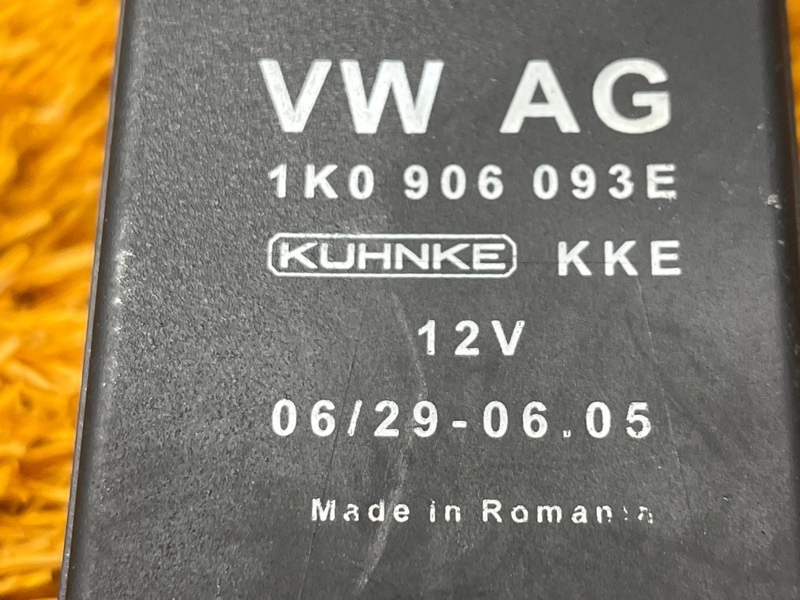 VW AG
1K0 906 093E
KUHNKE KKE
12V
06/29-06.05
Made in Romania